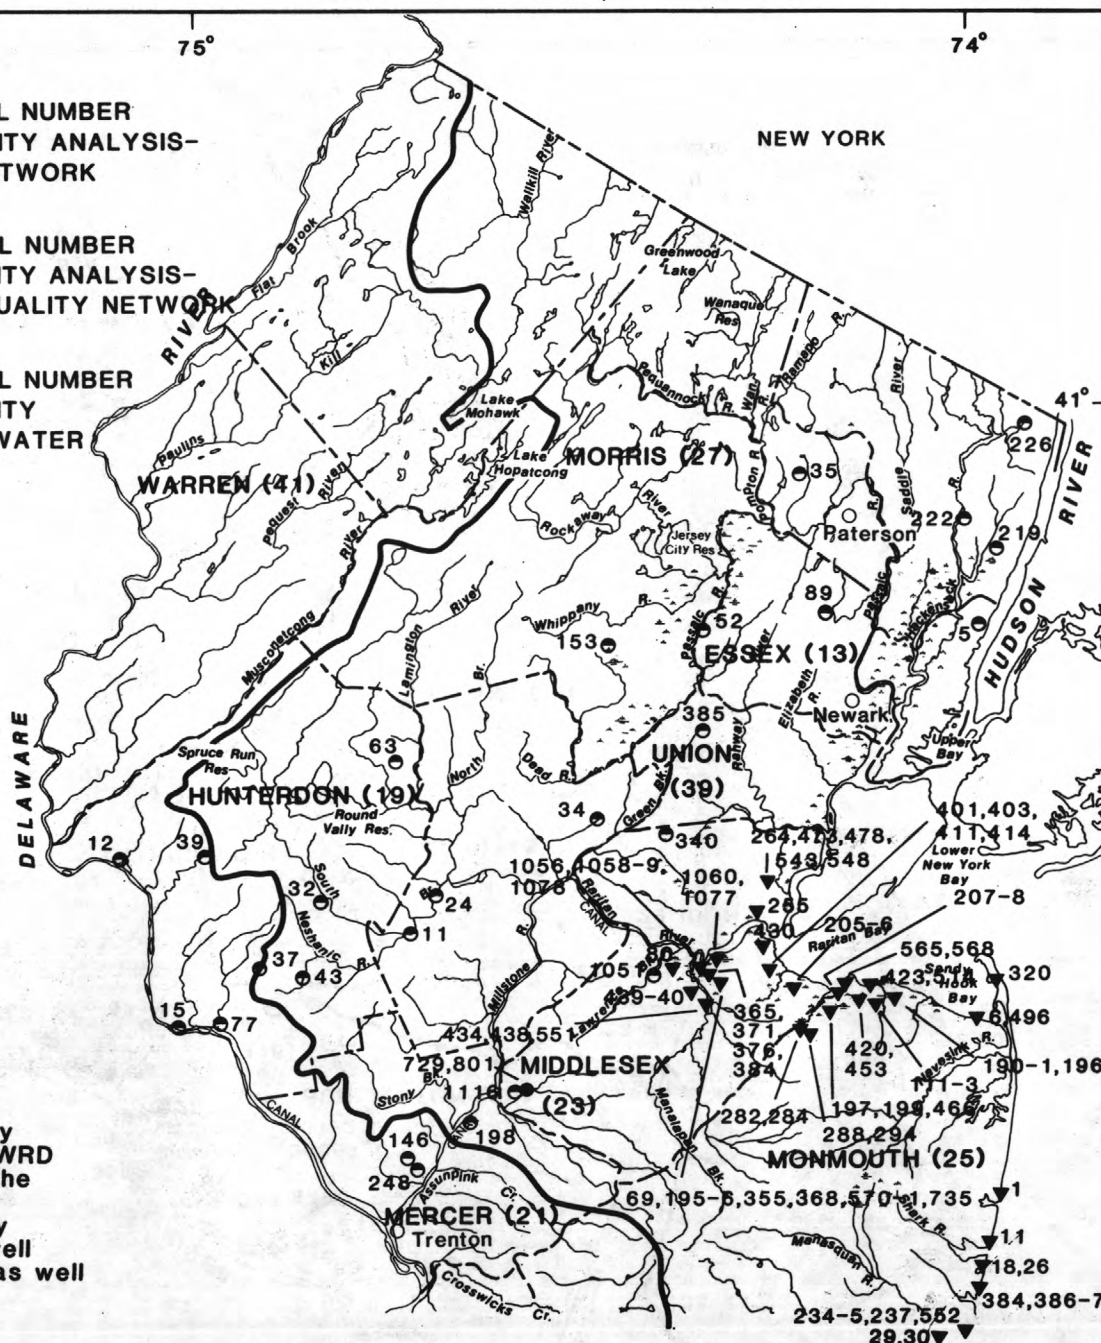 75°
74°
L NUMBER
ITY ANALYSIS-
TWORK
NEW YORK
L NUMBER
ITY ANALYSIS-
UALITY NETWORK
L NUMBER
ITY
WATER
RIVER
Flat Brook
Wallkill River
Greenwood
Lake
Wanaque
Res
Kill
Paulins
Pequannock
R.
Wan.
R.
Ramapo R.
Saddle
River
R.
41°-
226
Lake
Mohawk
Lake
Hopatcong
MORRIS (27)
WARREN (41)
Pequest River
Pompton R.
35
Paterson
222
219
HUDSON
RIVER
Rockaway
River
Jersey
City Res
Musconetcong
River
Lamington
River
Whippany
R.
153
Passaic R.
52
89
Passaic
R.
Hackensack
5
ESSEX (13)
Elizabeth
R.
Newark
385
Rahway
River
Upper
Bay
UNION
(39)
DELAWARE
Spruce Run
Res
63
North
Br.
Dead R.
HUNTERDON (19)
Round
Vally Res.
Green Bk.
34
340
264,423,478,
543,548
401,403,
411,414
Lower
New York
Bay
12
39
1056,1058-9,
1078
1060,
1077
255
207-8
32
South
Br.
24
Raritan
CANAL
River
430
205-6
Raritan Bay
565,568
11
Neshanic
R.
37
43
Millstone
R.
1051
439-40
Lawrence
365,
371
376,
384
Sandy
Hook
Bay
320
6,496
15
77
434,438,551
729,801
MIDDLESEX
(23)
420,
453
Navesink R.
190-1,196
111-3
CANAL
Stony
Bk.
1116
Manalapan
Bk.
282,284
197,199,466
288,294
198
146
248
Assunpink
Cr.
MONMOUTH (25)
69,195-6,355,368,570-1,735
1
MERCER (21)
Trenton
Shark R.
Manasquan
R.
11
18,26
384,386-7
Crosswicks
Cr.
234-5,237,552
29,30
y
WRD
the
y
ell
as well